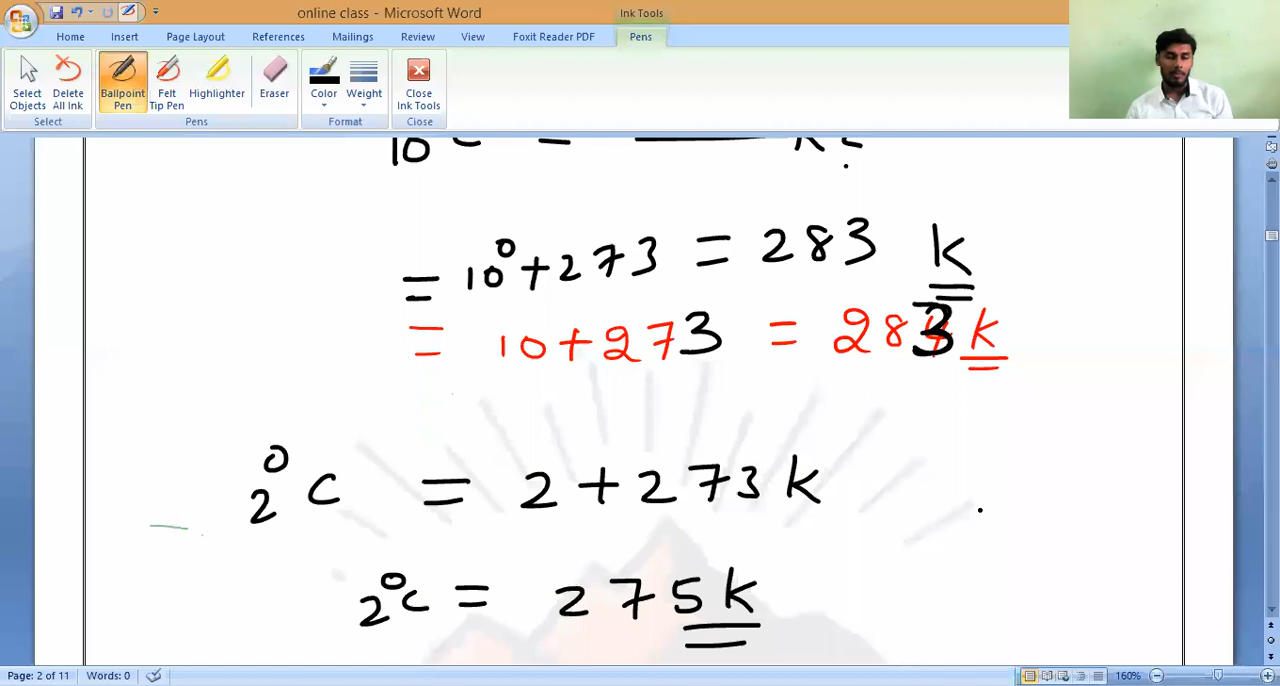 online class - Microsoft Word
Ink Tools
Home Insert Page Layout References Mailings Review View Foxit Reader PDF Pens
Select Objects
Delete All Ink
Ballpoint Pen
Felt Tip Pen
Highlighter
Eraser
Color
Weight
Close Ink Tools
Select Pens Format Close
10°C = K?
= 10° + 273 = 283 K
= 10 + 273 = 283 K
2°C = 2 + 273 K
2°C = 275 K
Page: 2 of 11 Words: 0 160%